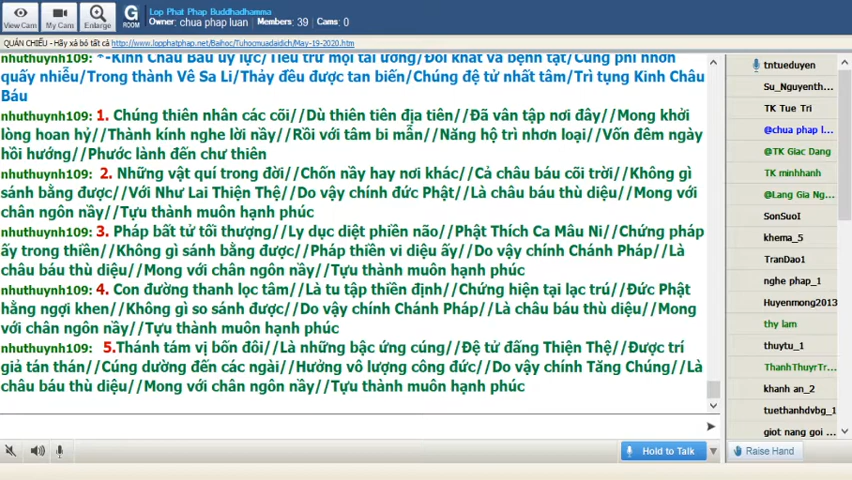 Lop Phat Phap Buddhadhamma
Owner: chua phap luan Members: 39 Cams: 0
View Cam
My Cam
Enlarge
G
ROOM
QUÁN CHIẾU - Hãy xả bỏ tất cả http://www.lopphatphap.net/Baihoc/Tuhocmuadaidich/May-19-2020.htm
nhuthuynh109: *-Kinh Châu Báu uy lực/Tiêu trừ mọi tai ương/Đói khát và bệnh tật/Cùng phi nhơn
quấy nhiễu/Trong thành Vê Sa Li/Thảy đều được tan biến/Chúng đệ tử nhất tâm/Trì tụng Kinh Châu
Báu
nhuthuynh109: 1. Chúng thiên nhân các cõi//Dù thiên tiên địa tiên//Đã vân tập nơi đây//Mong khởi
lòng hoan hỷ//Thành kính nghe lời nầy//Rồi với tâm bi mẫn//Năng hộ trì nhơn loại//Vốn đêm ngày
hồi hướng//Phước lành đến chư thiên
nhuthuynh109: 2. Những vật quí trong đời//Chốn nầy hay nơi khác//Cả châu báu cõi trời//Không gì
sánh bằng được//Với Như Lai Thiện Thệ//Do vậy chính đức Phật//Là châu báu thù diệu//Mong với
chân ngôn nầy//Tựu thành muôn hạnh phúc
nhuthuynh109: 3. Pháp bất tử tối thượng//Ly dục diệt phiền não//Phật Thích Ca Mâu Ni//Chứng pháp
ấy trong thiền//Không gì sánh bằng được//Pháp thiền vi diệu ấy//Do vậy chính Chánh Pháp//Là
châu báu thù diệu//Mong với chân ngôn nầy//Tựu thành muôn hạnh phúc
nhuthuynh109: 4. Con đường thanh lọc tâm//Là tu tập thiền định//Chứng hiện tại lạc trú//Đức Phật
hằng ngợi khen//Không gì so sánh được//Do vậy chính Chánh Pháp//Là châu báu thù diệu//Mong
với chân ngôn nầy//Tựu thành muôn hạnh phúc
nhuthuynh109: 5.Thánh tám vị bốn đôi//Là những bậc ứng cúng//Đệ tử đấng Thiện Thệ//Được trí
giả tán thán//Cúng dường đến các ngài//Hưởng vô lượng công đức//Do vậy chính Tăng Chúng//Là
châu báu thù diệu//Mong với chân ngôn nầy//Tựu thành muôn hạnh phúc
tntueduyen
Su_Nguyenth...
TK Tue Tri
@chua phap l...
@TK Giac Dang
TK minhhanh
@Lang Gia Ng...
SonSuoI
khema_5
TranDao1
nghe phap_1
Huyenmong2013
thy lam
thuytu_1
ThanhThuyrTr...
khanh an_2
tuethanhdvbg_1
giot nang goi ...
Hold to Talk
Raise Hand